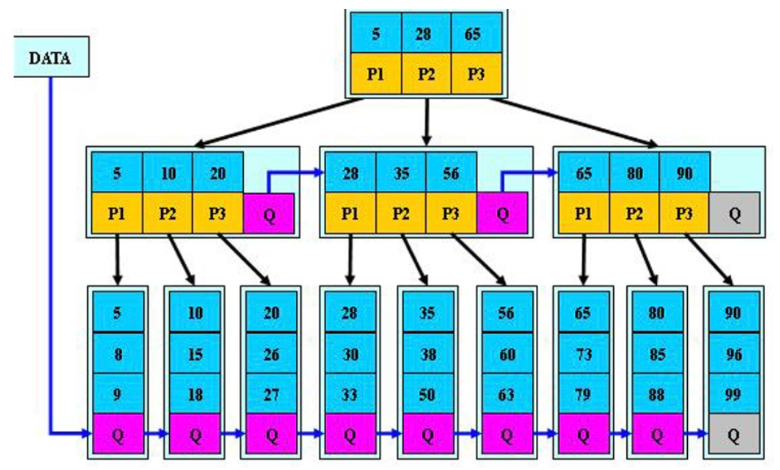 5 28 65
DATA
P1 P2 P3
5 10 20 28 35 56 65 80 90
P1 P2 P3 Q P1 P2 P3 Q P1 P2 P3 Q
5 10 20 28 35 56 65 80 90
8 15 26 30 38 60 73 85 96
9 18 27 33 50 63 79 88 99
Q Q Q Q Q Q Q Q Q